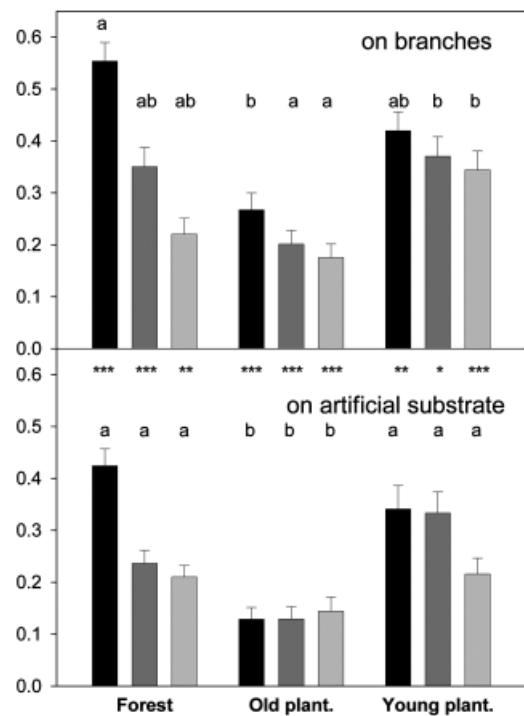 0.6
a
on branches
0.5
ab ab b a a ab b b
0.4
0.3
0.2
0.1
0.0
*** *** ** *** *** *** ** * ***
0.6
on artificial substrate
0.5
a a a b b b a a a
0.4
0.3
0.2
0.1
0.0
Forest Old plant. Young plant.